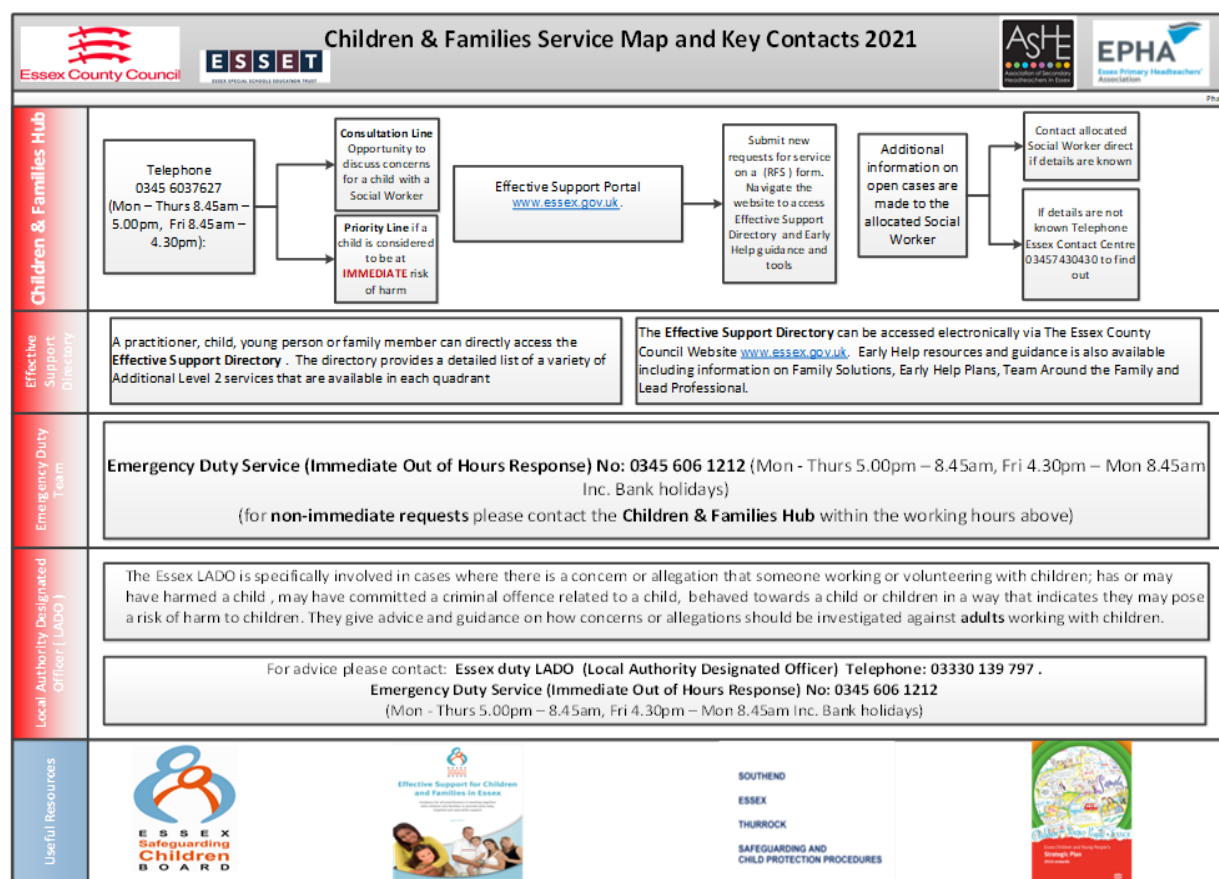 Children & Families Service Map and Key Contacts 2021
Essex County Council
ESSET
ESSEX SPECIAL SCHOOLS EDUCATION TRUST
ASHE
Association of Secondary
Headteachers in Essex
EPHA
Essex Primary Headteachers'
Association
Pha
Children & Families Hub
Telephone
0345 6037627
(Mon – Thurs 8.45am –
5.00pm, Fri 8.45am –
4.30pm):
Consultation Line
Opportunity to
discuss concerns
for a child with a
Social Worker
Priority Line if a
child is considered
to be at
IMMEDIATE risk
of harm
Effective Support Portal
www.essex.gov.uk.
Submit new
requests for service
on a (RFS ) form.
Navigate the
website to access
Effective Support
Directory and Early
Help guidance and
tools
Additional
information on
open cases are
made to the
allocated Social
Worker
Contact allocated
Social Worker direct
if details are known
If details are not
known Telephone
Essex Contact Centre
03457430430 to find
out
Effective
Support
Directory
A practitioner, child, young person or family member can directly access the
Effective Support Directory . The directory provides a detailed list of a variety of
Additional Level 2 services that are available in each quadrant
The Effective Support Directory can be accessed electronically via The Essex County
Council Website www.essex.gov.uk. Early Help resources and guidance is also available
including information on Family Solutions, Early Help Plans, Team Around the Family and
Lead Professional.
Emergency Duty
Team
Emergency Duty Service (Immediate Out of Hours Response) No: 0345 606 1212 (Mon - Thurs 5.00pm – 8.45am, Fri 4.30pm – Mon 8.45am
Inc. Bank holidays)
(for non-immediate requests please contact the Children & Families Hub within the working hours above)
Local Authority Designated
Officer ( LADO )
The Essex LADO is specifically involved in cases where there is a concern or allegation that someone working or volunteering with children; has or may
have harmed a child , may have committed a criminal offence related to a child, behaved towards a child or children in a way that indicates they may pose
a risk of harm to children. They give advice and guidance on how concerns or allegations should be investigated against adults working with children.
For advice please contact: Essex duty LADO (Local Authority Designated Officer) Telephone: 03330 139 797 .
Emergency Duty Service (Immediate Out of Hours Response) No: 0345 606 1212
(Mon - Thurs 5.00pm – 8.45am, Fri 4.30pm – Mon 8.45am Inc. Bank holidays)
Useful Resources
ESSEX
Safeguarding
Children
BOARD
Effective Support for Children
and Families in Essex
SOUTHEND
ESSEX
THURROCK
SAFEGUARDING AND
CHILD PROTECTION PROCEDURES
Essex Children and Young People's
Strategic Plan